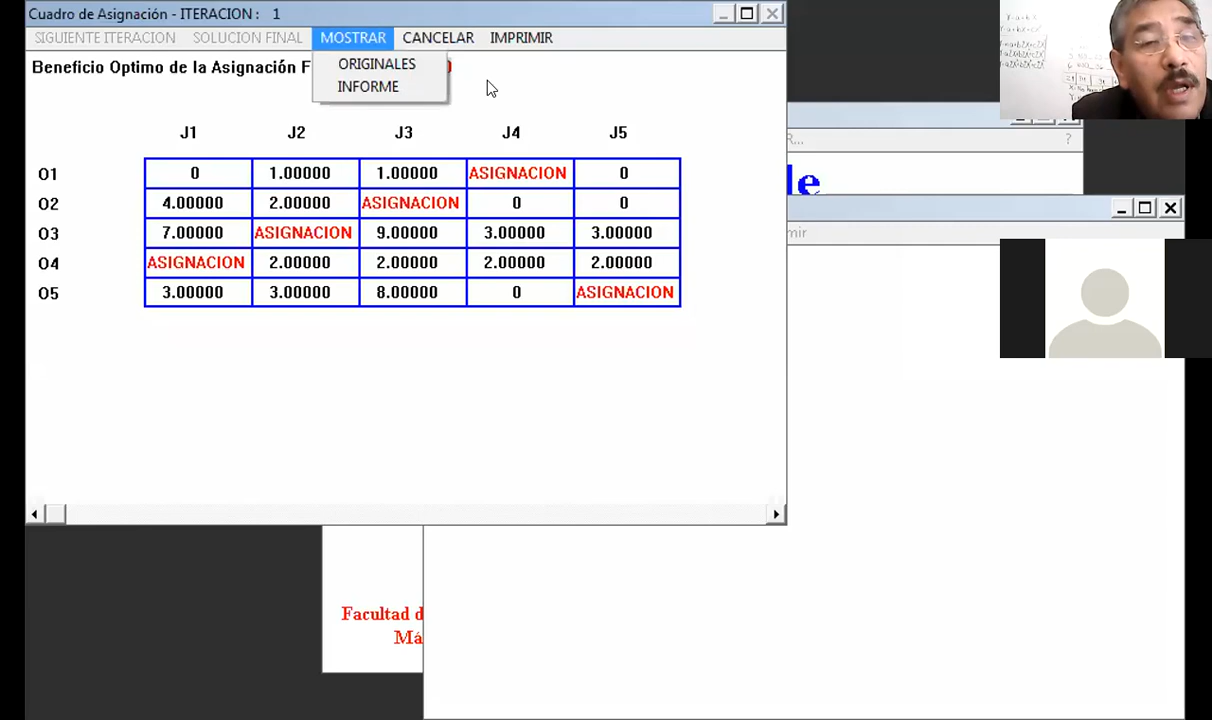 Cuadro de Asignación - ITERACION : 1
SIGUIENTE ITERACION SOLUCION FINAL MOSTRAR CANCELAR IMPRIMIR
ORIGINALES
INFORME
Beneficio Optimo de la Asignación F
J1 J2 J3 J4 J5
O1 0 1.00000 1.00000 ASIGNACION 0
O2 4.00000 2.00000 ASIGNACION 0 0
O3 7.00000 ASIGNACION 9.00000 3.00000 3.00000
O4 ASIGNACION 2.00000 2.00000 2.00000 2.00000
O5 3.00000 3.00000 8.00000 0 ASIGNACION
R... ?
le
mir
Facultad d
Má